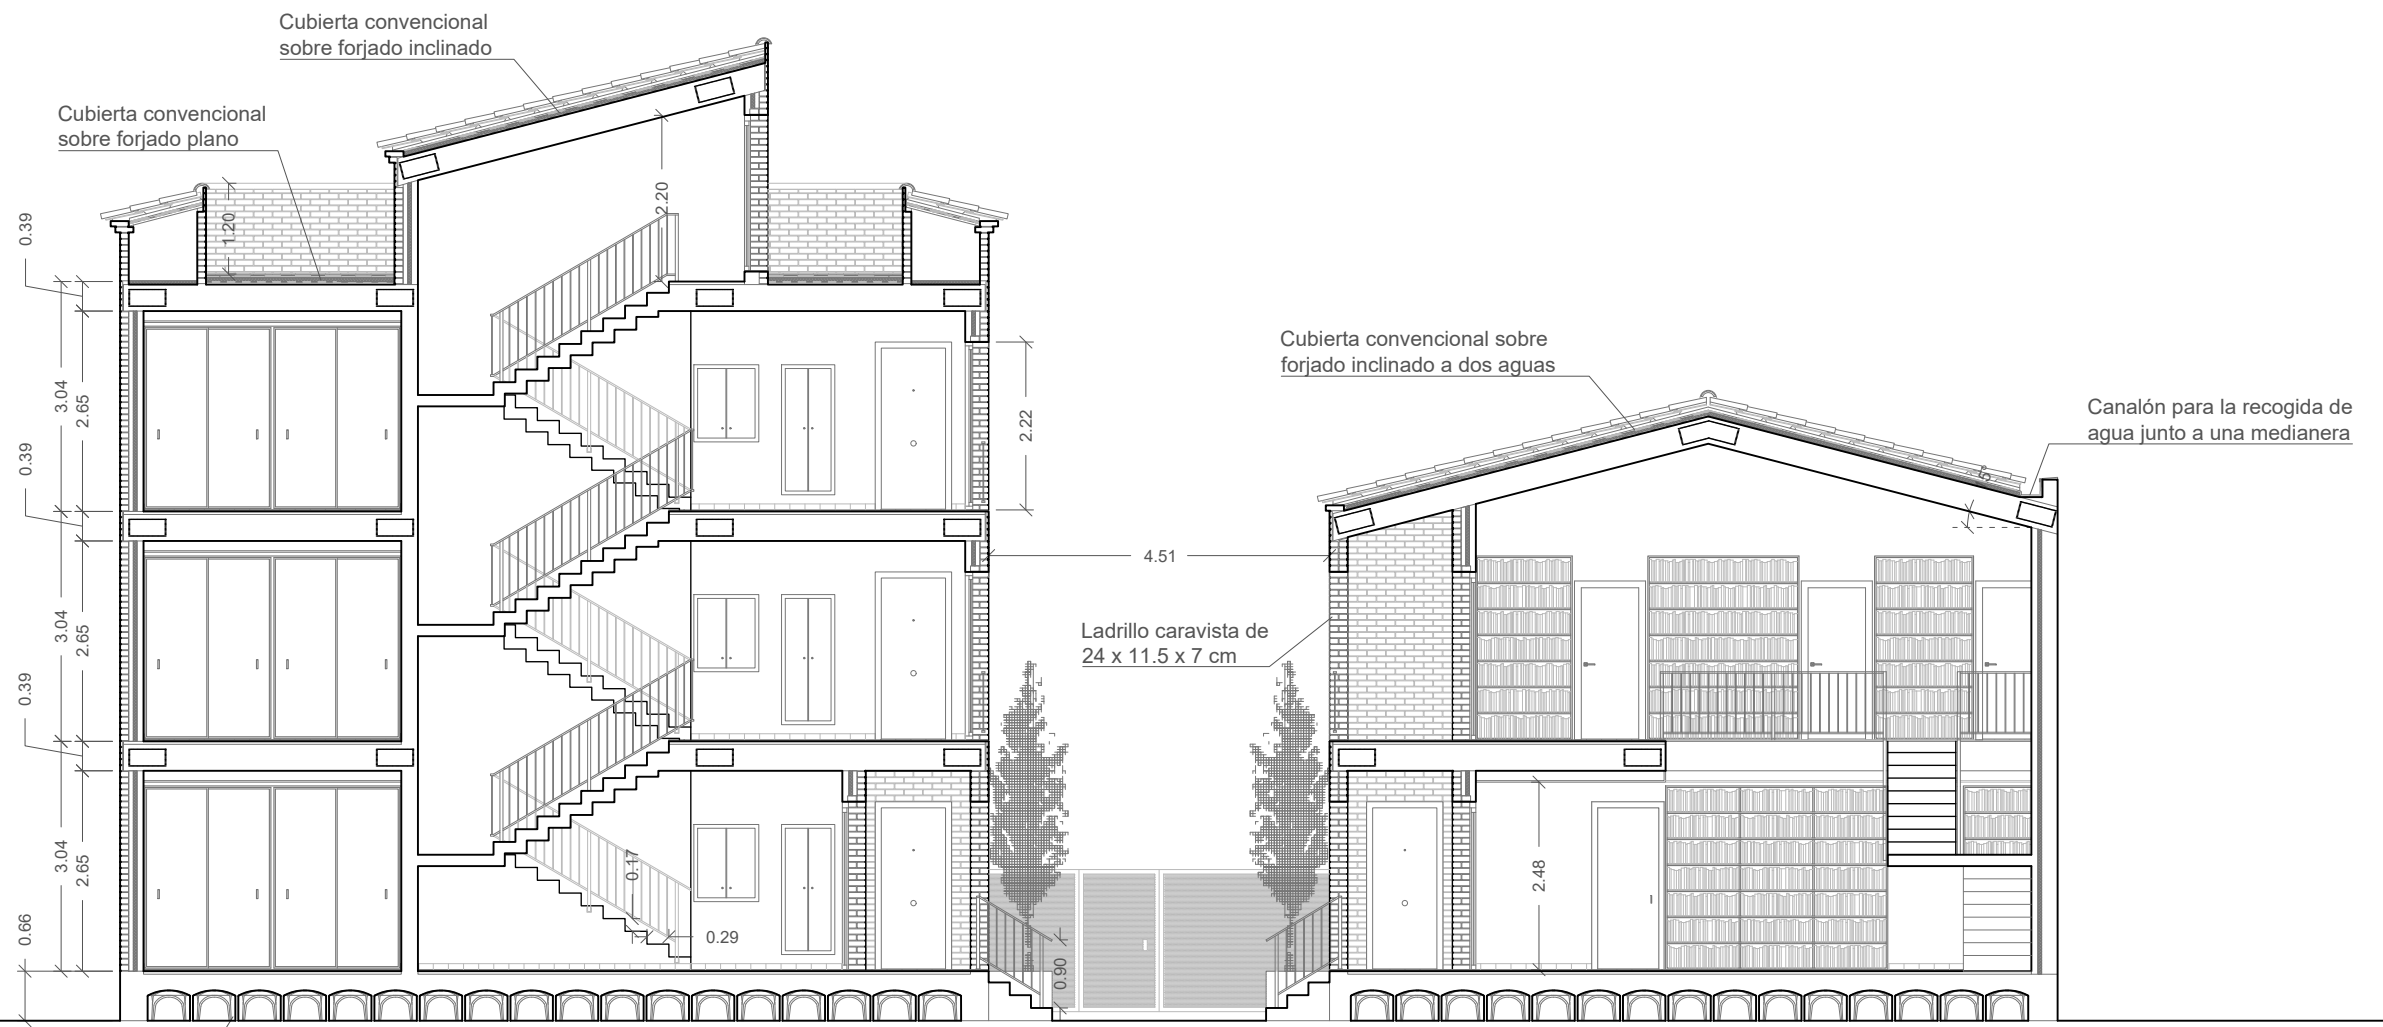 Cubierta convencional
sobre forjado inclinado
Cubierta convencional
sobre forjado plano
0.39
1.20
2.20
3.04
2.65
2.22
Cubierta convencional sobre
forjado inclinado a dos aguas
Canalón para la recogida de
agua junto a una medianera
0.39
4.51
3.04
2.65
Ladrillo caravista de
24 x 11.5 x 7 cm
0.39
3.04
2.65
0.17
0.29
2.48
0.66
0.90